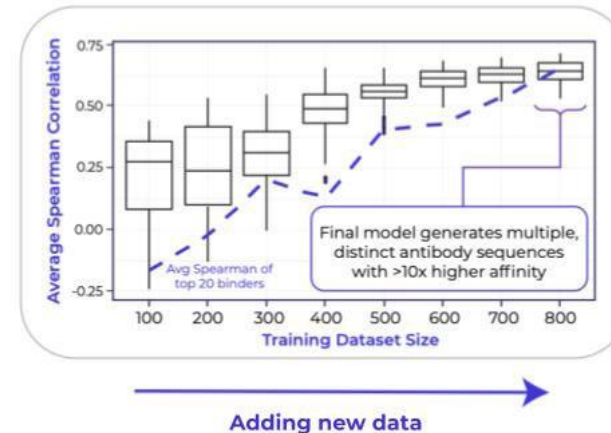 Average Spearman Correlation
0.75
0.50
0.25
0.00
-0.25
Avg Spearman of
top 20 binders
Final model generates multiple,
distinct antibody sequences
with >10x higher affinity
100 200 300 400 500 600 700 800
Training Dataset Size
Adding new data